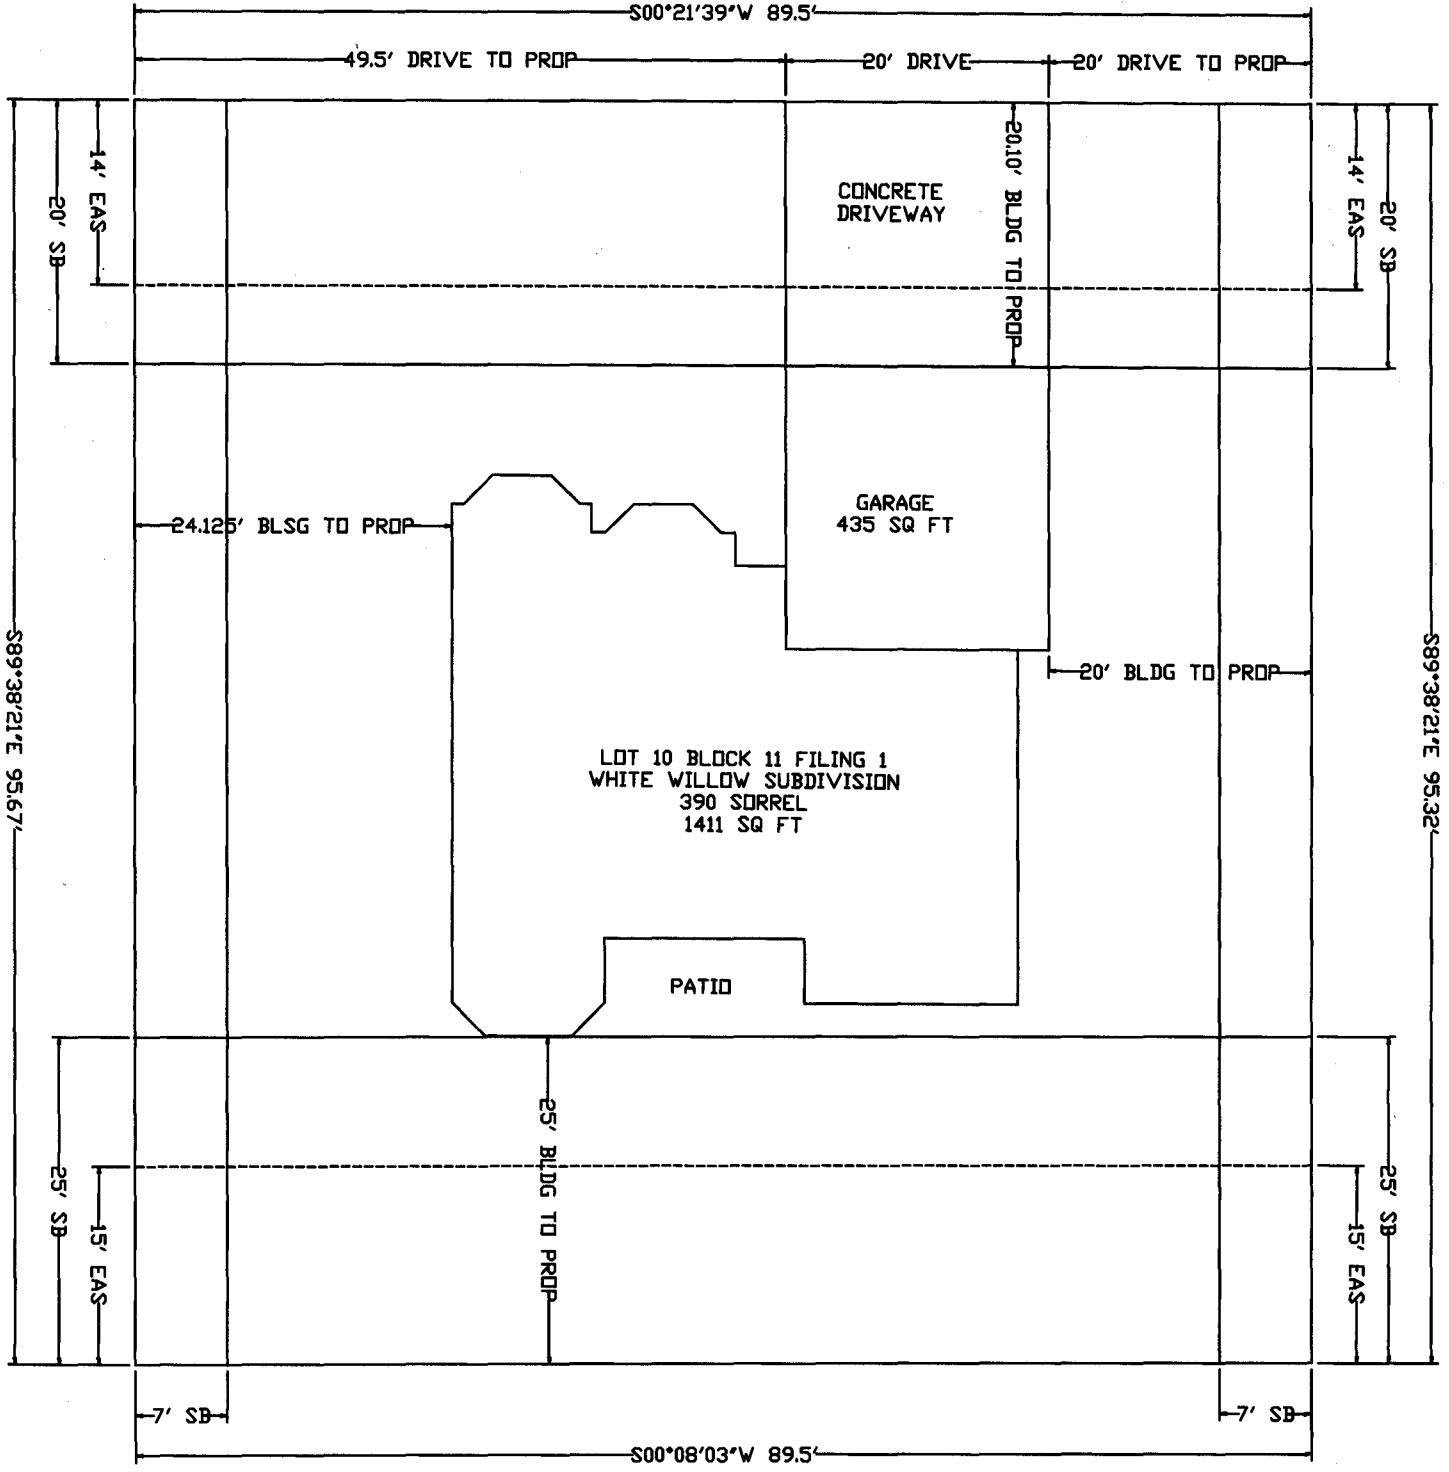 S00°21'39"W 89.5'
49.5' DRIVE TO PROP
20' DRIVE
20' DRIVE TO PROP
14' EAS
20' SB
CONCRETE
DRIVEWAY
20.10' BLDG TO PROP
14' EAS
20' SB
24.125' BLSG TO PROP
GARAGE
435 SQ FT
S89°38'21"E 95.67'
20' BLDG TO PROP
S89°38'21"E 95.32'
LOT 10 BLOCK 11 FILING 1
WHITE WILLOW SUBDIVISION
390 SORREL
1411 SQ FT
PATIO
25' SB
15' EAS
25' BLDG TO PROP
25' SB
15' EAS
7' SB
7' SB
S00°08'03"W 89.5'